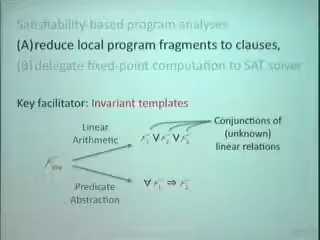 Satisfiability-based program analyses
(A) reduce local program fragments to clauses,
(B) delegate fixed-point computation to SAT solver
Key facilitator: Invariant templates
Linear
Arithmetic
Conjunctions of
(unknown)
linear relations
Predicate
Abstraction